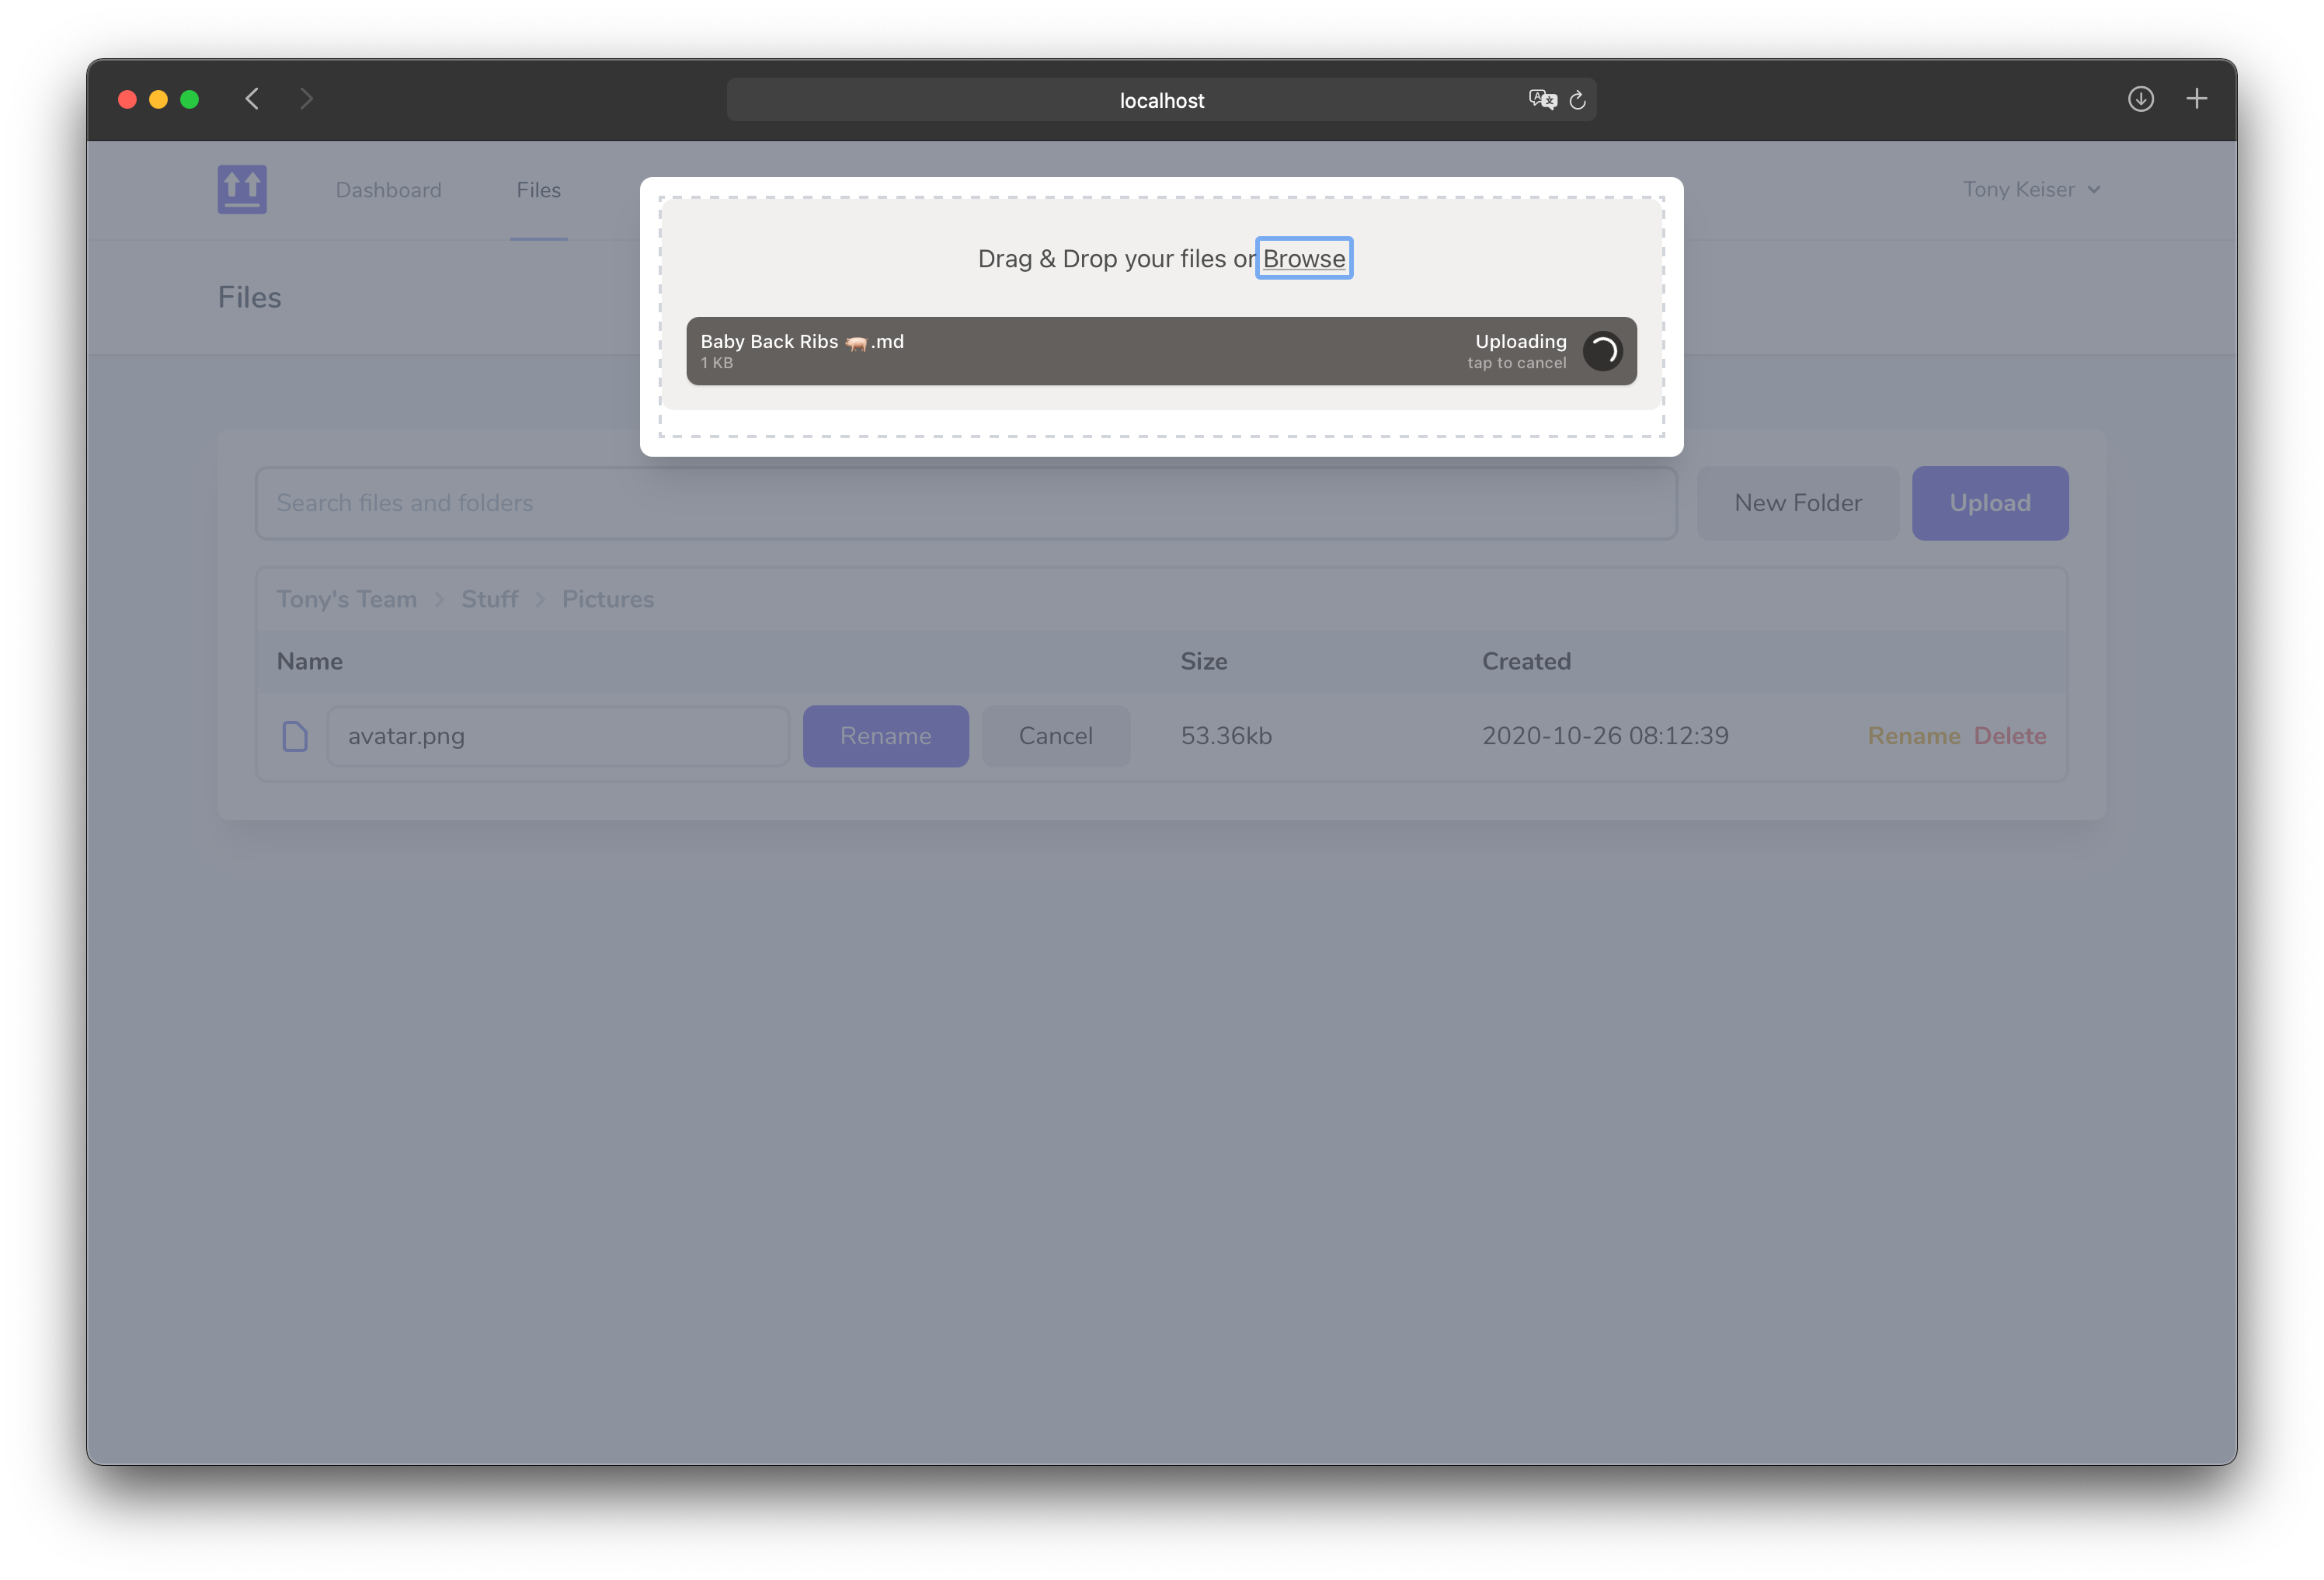 localhost
Dashboard Files Tony Keiser
Drag & Drop your files or Browse
Files
Baby Back Ribs 🐖.md Uploading
1 KB tap to cancel
Search files and folders New Folder Upload
Tony's Team > Stuff > Pictures
Name Size Created
avatar.png Rename Cancel 53.36kb 2020-10-26 08:12:39 Rename Delete